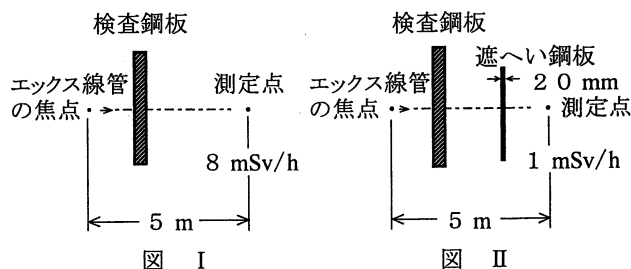 検査鋼板
エックス線管
の焦点
測定点
8 mSv/h
5 m
図 Ⅰ
検査鋼板
遮へい鋼板
20 mm
エックス線管
の焦点
測定点
1 mSv/h
5 m
図 Ⅱ